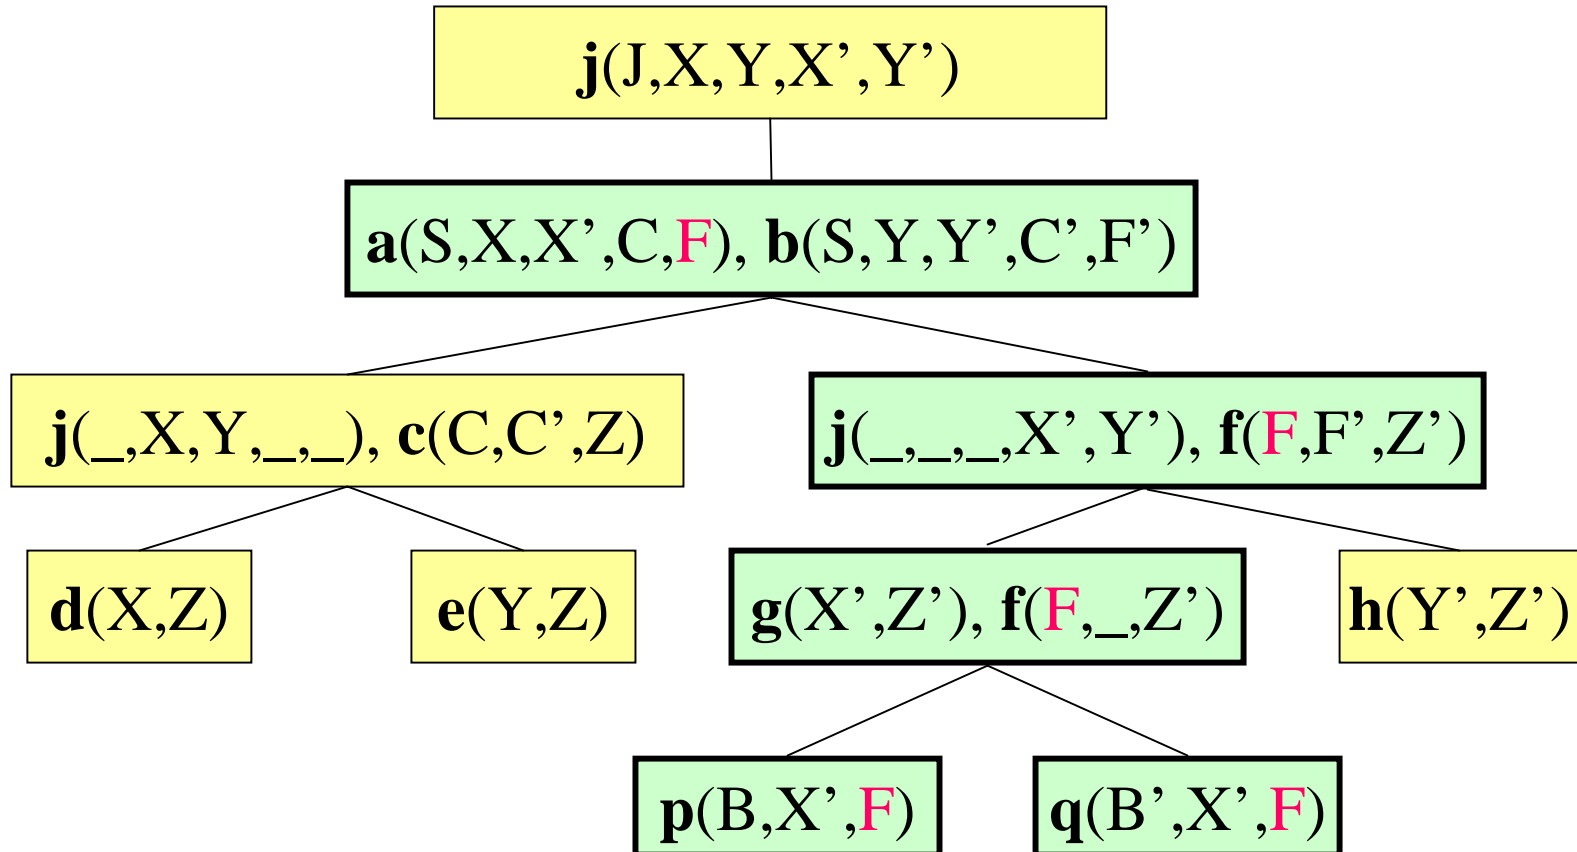 j(J,X,Y,X’,Y’)
a(S,X,X’,C,F), b(S,Y,Y’,C’,F’)
j(_,X,Y,_,_), c(C,C’,Z)
j(_,_,_,X’,Y’), f(F,F’,Z’)
d(X,Z)
e(Y,Z)
g(X’,Z’), f(F,_,Z’)
h(Y’,Z’)
p(B,X’,F)
q(B’,X’,F)